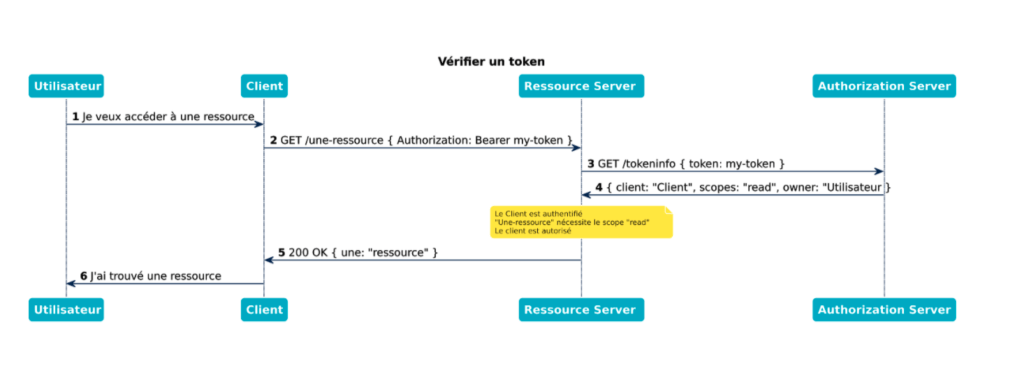 Vérifier un token
Utilisateur
Client
Ressource Server
Authorization Server
1 Je veux accéder à une ressource
2 GET /une-ressource { Authorization: Bearer my-token }
3 GET /tokeninfo { token: my-token }
4 { client: "Client", scopes: "read", owner: "Utilisateur }
Le Client est authentifié
"Une-ressource" nécessite le scope "read"
Le client est autorisé
5 200 OK { une: "ressource" }
6 J'ai trouvé une ressource
Utilisateur
Client
Ressource Server
Authorization Server